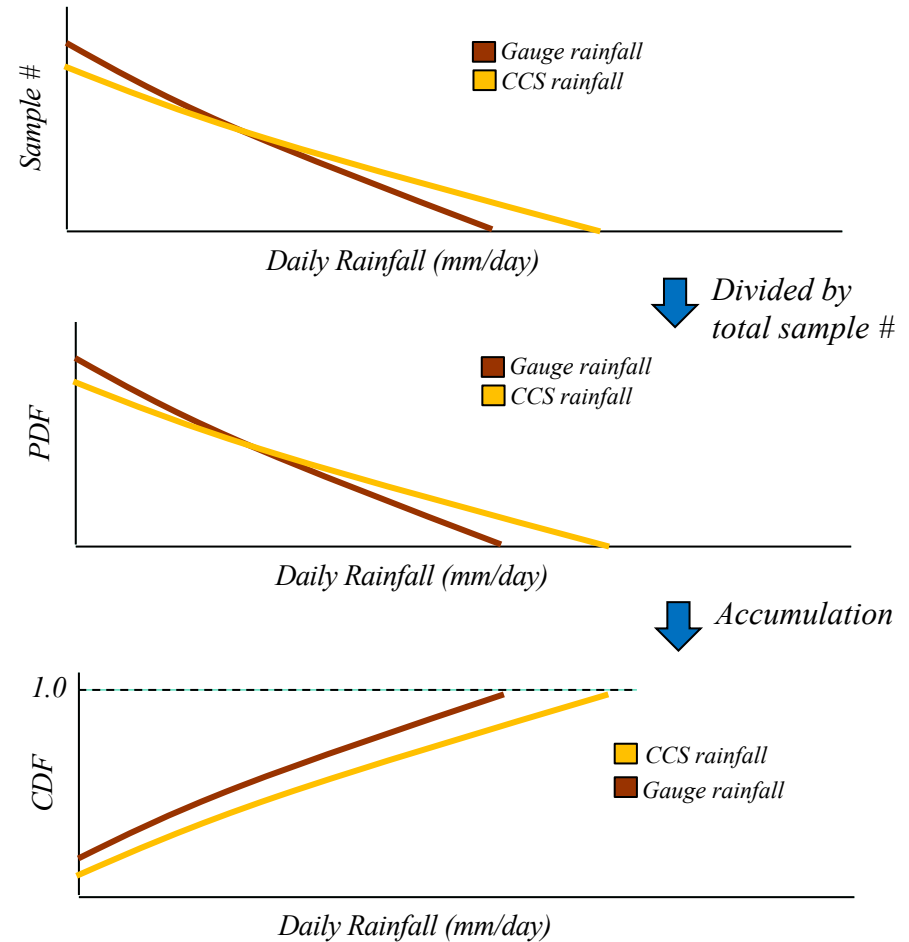 Sample #
Gauge rainfall
CCS rainfall
Daily Rainfall (mm/day)
Divided by
total sample #
PDF
Gauge rainfall
CCS rainfall
Daily Rainfall (mm/day)
Accumulation
1.0
CDF
CCS rainfall
Gauge rainfall
Daily Rainfall (mm/day)